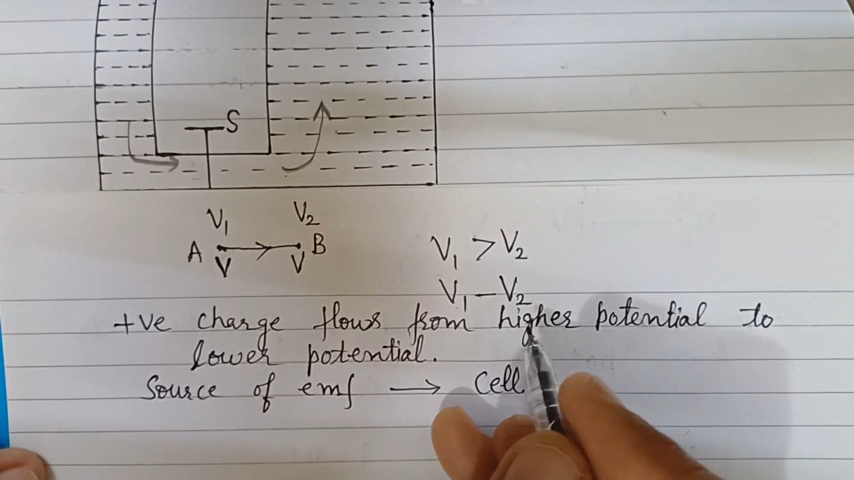 S
V₁ V₂
A B V₁ > V₂
V V
V₁ – V₂
+ve charge flows from higher potential to
lower potential.
Source of emf → Cell